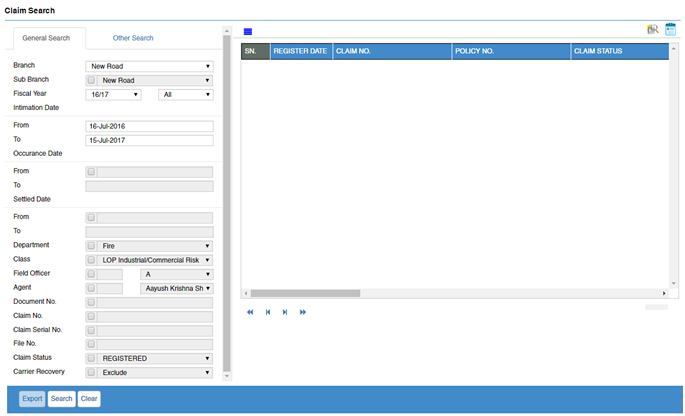 Claim Search
General Search
Other Search
Branch
New Road
Sub Branch
New Road
Fiscal Year
16/17
All
Intimation Date
From
16-Jul-2016
To
15-Jul-2017
Occurance Date
From
To
Settled Date
From
To
Department
Fire
Class
LOP Industrial/Commercial Risk
Field Officer
A
Agent
Aayush Krishna Sh
Document No.
Claim No.
Claim Serial No.
File No.
Claim Status
REGISTERED
Carrier Recovery
Exclude
Export
Search
Clear
SN.
REGISTER DATE
CLAIM NO.
POLICY NO.
CLAIM STATUS